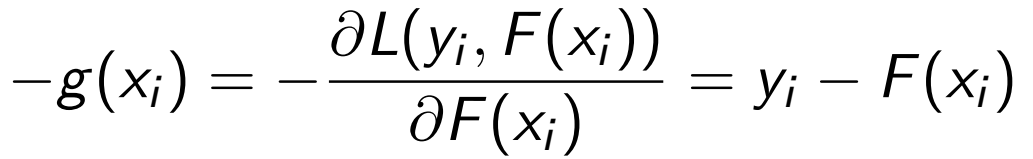 −g(xᵢ) = −∂L(yᵢ, F(xᵢ))/∂F(xᵢ) = yᵢ − F(xᵢ)